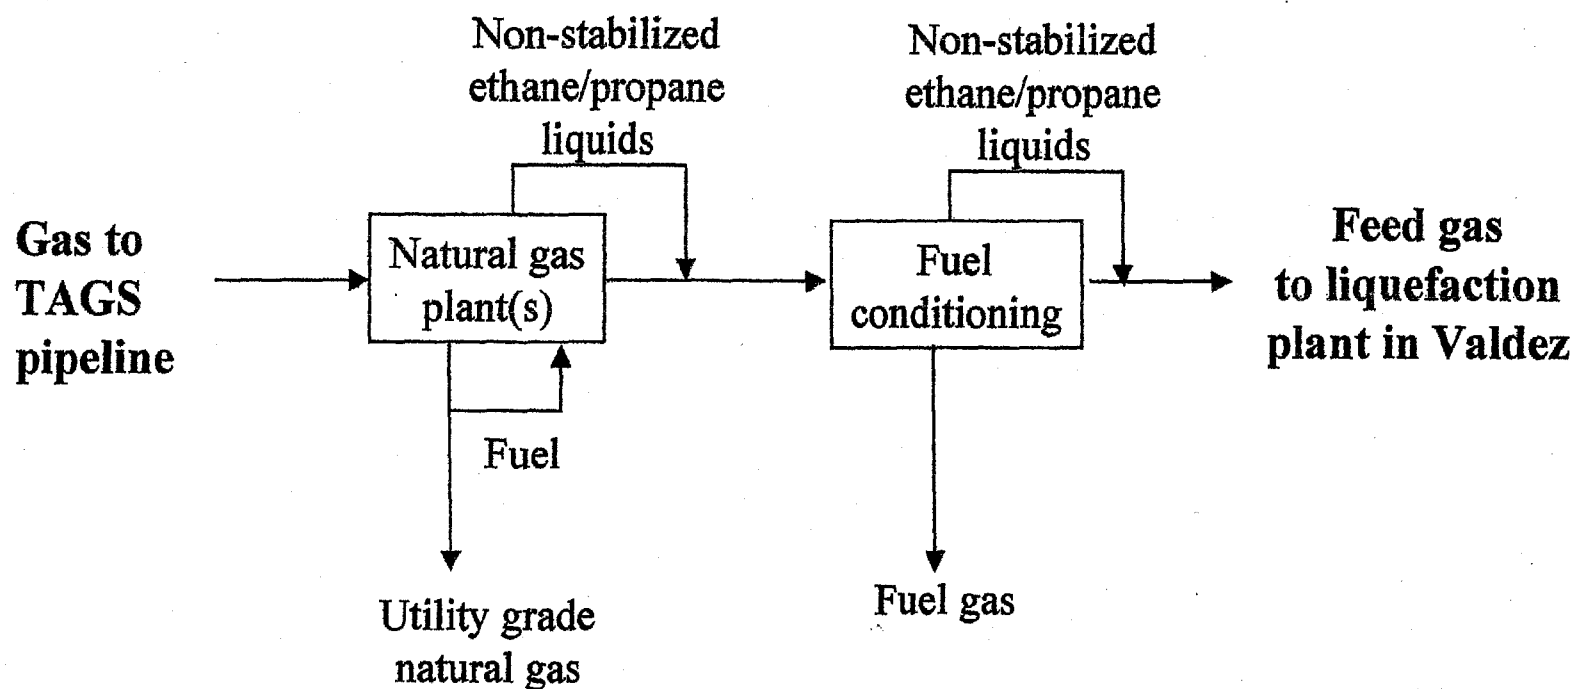 Non-stabilized
ethane/propane
liquids
Non-stabilized
ethane/propane
liquids
Gas to
TAGS
pipeline
Natural gas
plant(s)
Fuel
conditioning
Feed gas
to liquefaction
plant in Valdez
Fuel
Utility grade
natural gas
Fuel gas